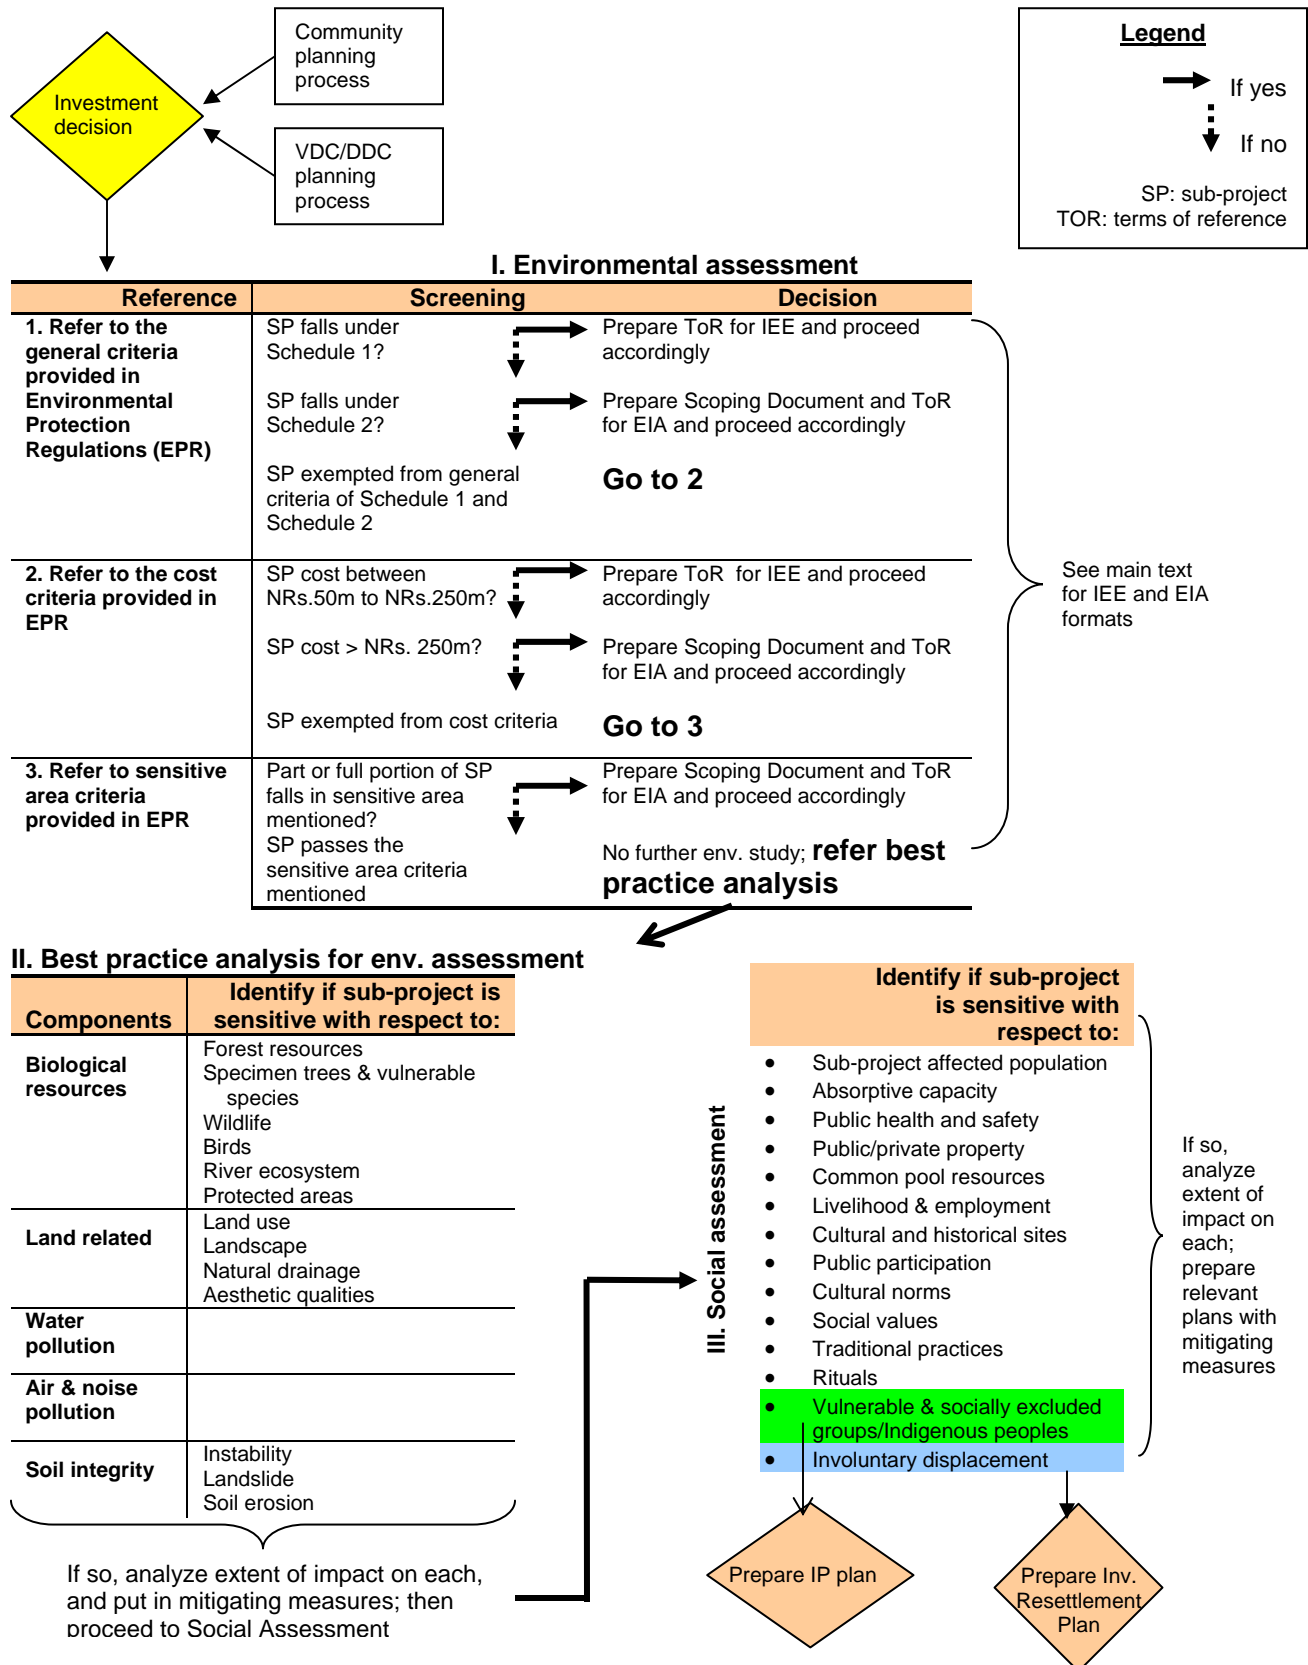 Community
planning
process
Investment
decision
VDC/DDC
planning
process
Legend
If yes
If no
SP: sub-project
TOR: terms of reference
I. Environmental assessment
Reference Screening Decision
1. Refer to the
general criteria
provided in
Environmental
Protection
Regulations (EPR)
SP falls under
Schedule 1?
Prepare ToR for IEE and proceed
accordingly
SP falls under
Schedule 2?
Prepare Scoping Document and ToR
for EIA and proceed accordingly
SP exempted from general
criteria of Schedule 1 and
Schedule 2
Go to 2
2. Refer to the cost
criteria provided in
EPR
SP cost between
NRs.50m to NRs.250m?
Prepare ToR for IEE and proceed
accordingly
SP cost > NRs. 250m?
Prepare Scoping Document and ToR
for EIA and proceed accordingly
SP exempted from cost criteria
Go to 3
3. Refer to sensitive
area criteria
provided in EPR
Part or full portion of SP
falls in sensitive area
mentioned?
Prepare Scoping Document and ToR
for EIA and proceed accordingly
SP passes the
sensitive area criteria
mentioned
No further env. study; refer best
practice analysis
See main text
for IEE and EIA
formats
II. Best practice analysis for env. assessment
Components
Identify if sub-project is
sensitive with respect to:
Biological
resources
Forest resources
Specimen trees & vulnerable
species
Wildlife
Birds
River ecosystem
Protected areas
Land related
Land use
Landscape
Natural drainage
Aesthetic qualities
Water
pollution
Air & noise
pollution
Soil integrity
Instability
Landslide
Soil erosion
If so, analyze extent of impact on each,
and put in mitigating measures; then
proceed to Social Assessment
III. Social assessment
Identify if sub-project
is sensitive with
respect to:
• Sub-project affected population
• Absorptive capacity
• Public health and safety
• Public/private property
• Common pool resources
• Livelihood & employment
• Cultural and historical sites
• Public participation
• Cultural norms
• Social values
• Traditional practices
• Rituals
• Vulnerable & socially excluded
groups/Indigenous peoples
• Involuntary displacement
If so,
analyze
extent of
impact on
each;
prepare
relevant
plans with
mitigating
measures
Prepare IP plan
Prepare Inv.
Resettlement
Plan